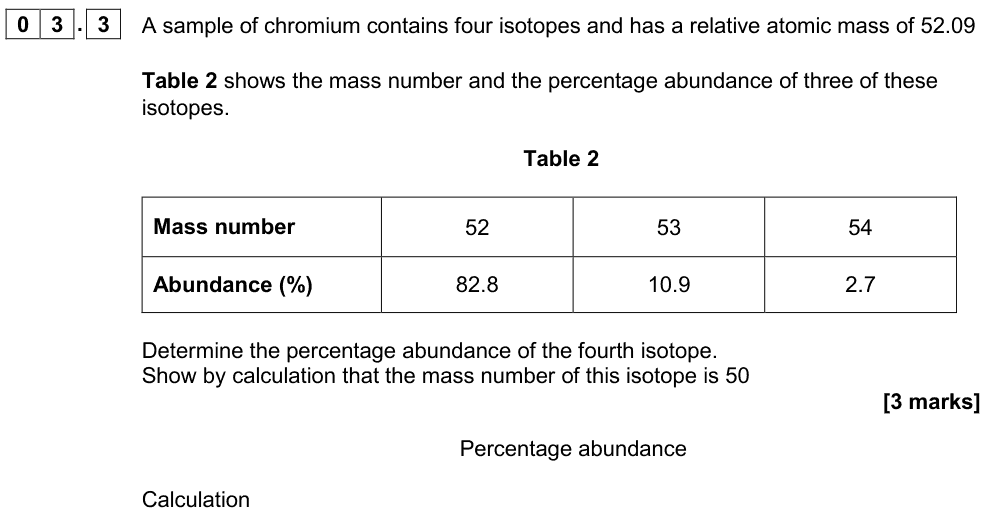 0 3 . 3 A sample of chromium contains four isotopes and has a relative atomic mass of 52.09
Table 2 shows the mass number and the percentage abundance of three of these
isotopes.
Table 2
Mass number 52 53 54
Abundance (%) 82.8 10.9 2.7
Determine the percentage abundance of the fourth isotope.
Show by calculation that the mass number of this isotope is 50
[3 marks]
Percentage abundance
Calculation